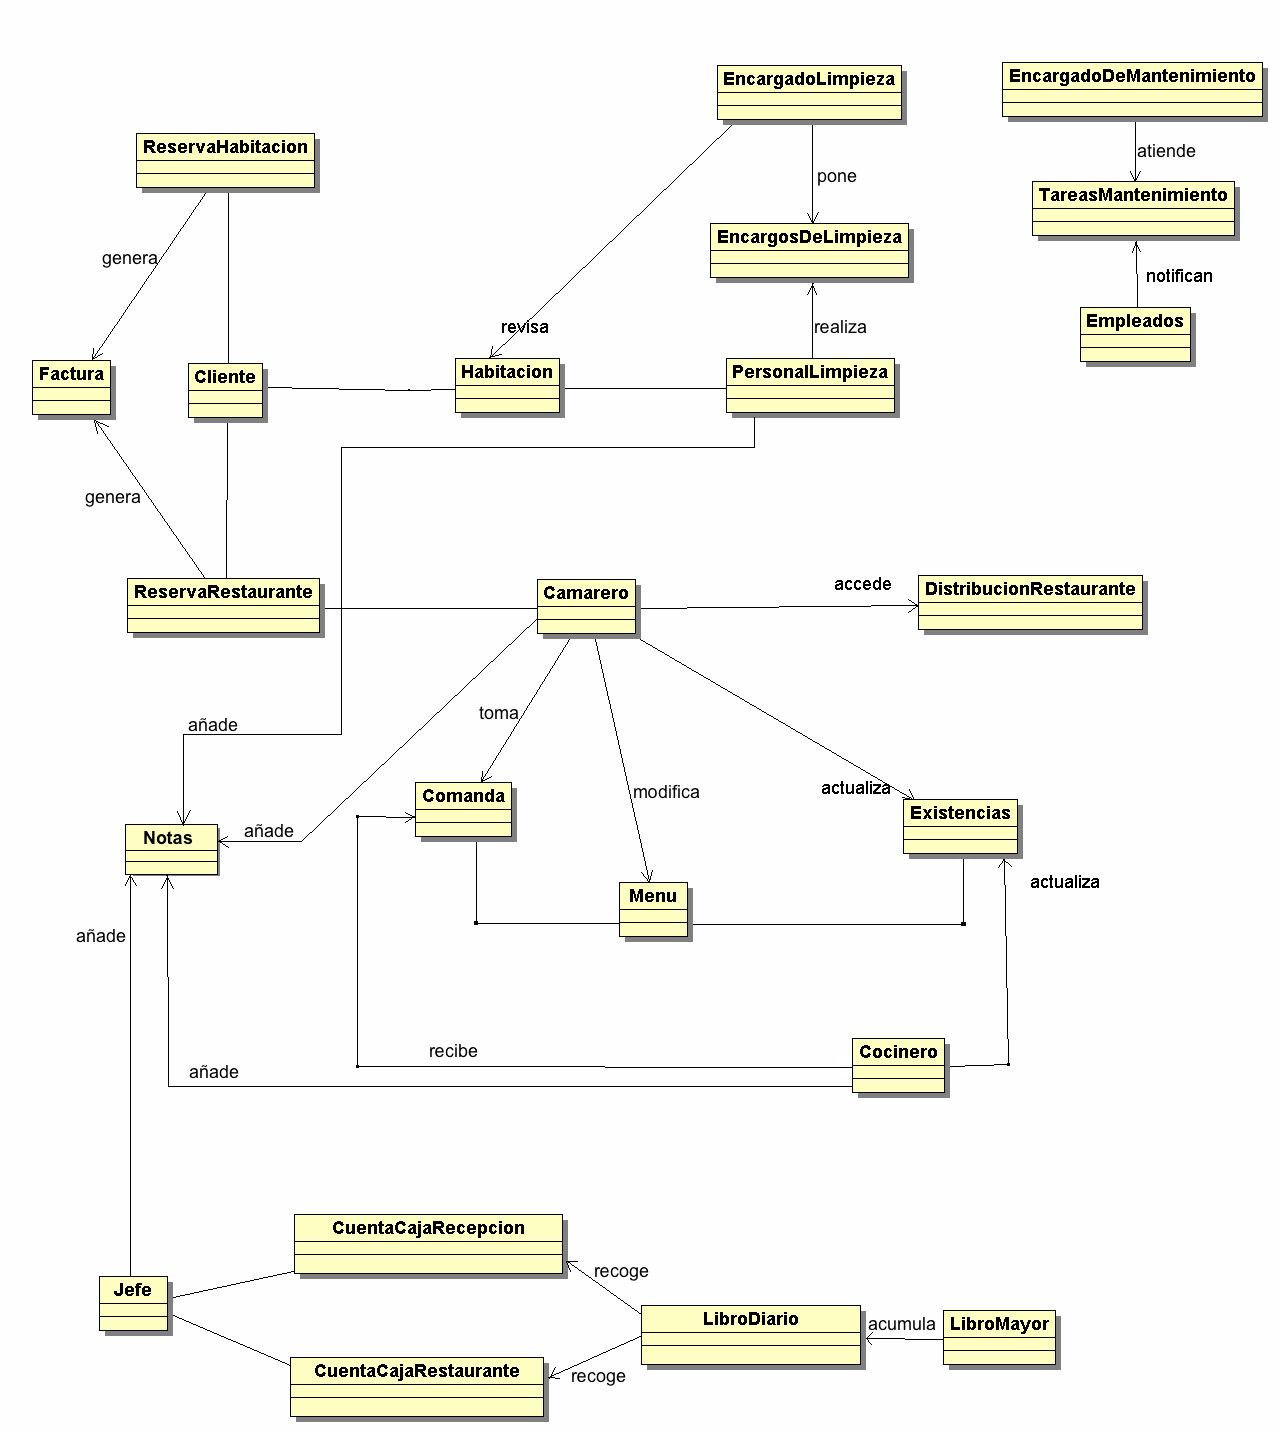 EncargadoLimpieza
EncargadoDeMantenimiento
ReservaHabitacion
atiende
pone
TareasMantenimiento
EncargosDeLimpieza
genera
notifican
Empleados
revisa
realiza
Factura
Cliente
Habitacion
PersonalLimpieza
genera
ReservaRestaurante
Camarero
accede
DistribucionRestaurante
toma
añade
actualiza
modifica
Comanda
Existencias
Notas
añade
actualiza
Menu
añade
recibe
Cocinero
añade
CuentaCajaRecepcion
recoge
Jefe
LibroDiario
acumula
LibroMayor
CuentaCajaRestaurante
recoge